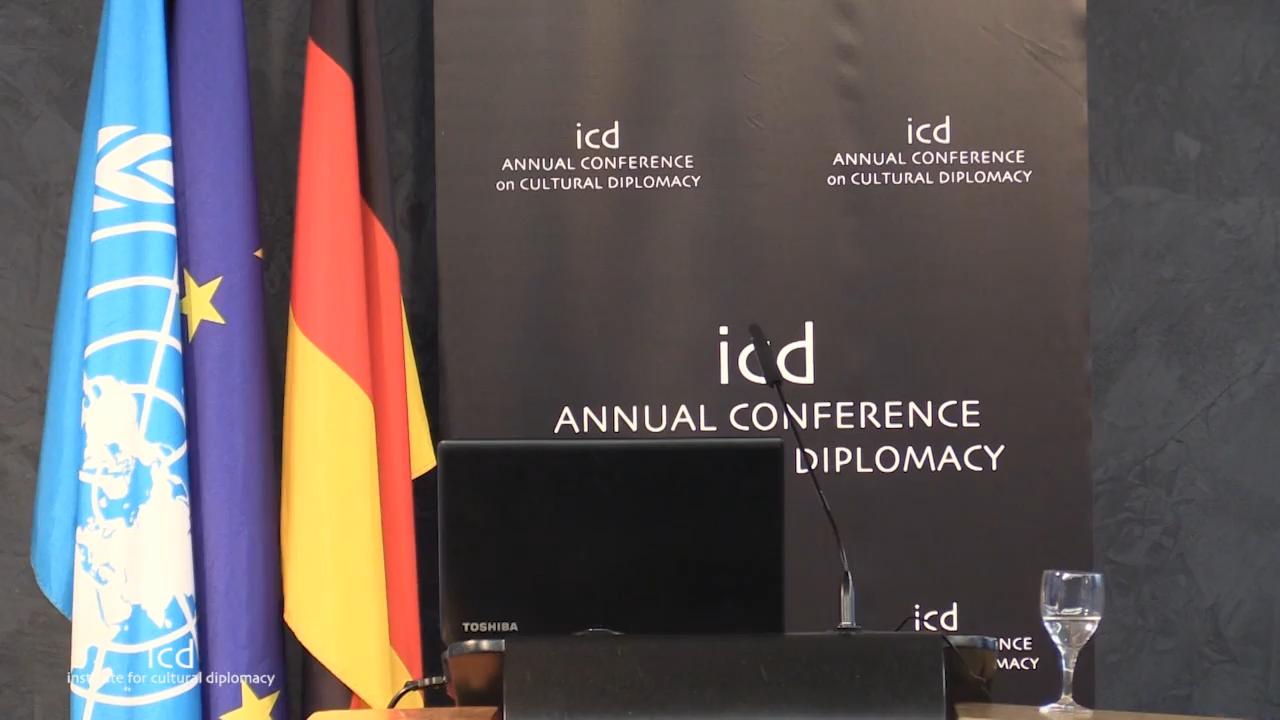 icd
ANNUAL CONFERENCE
on CULTURAL DIPLOMACY
icd
ANNUAL CONFERENCE
on CULTURAL DIPLOMACY
icd
ANNUAL CONFERENCE
DIPLOMACY
TOSHIBA
icd
NCE
MACY
icd
institute for cultural diplomacy